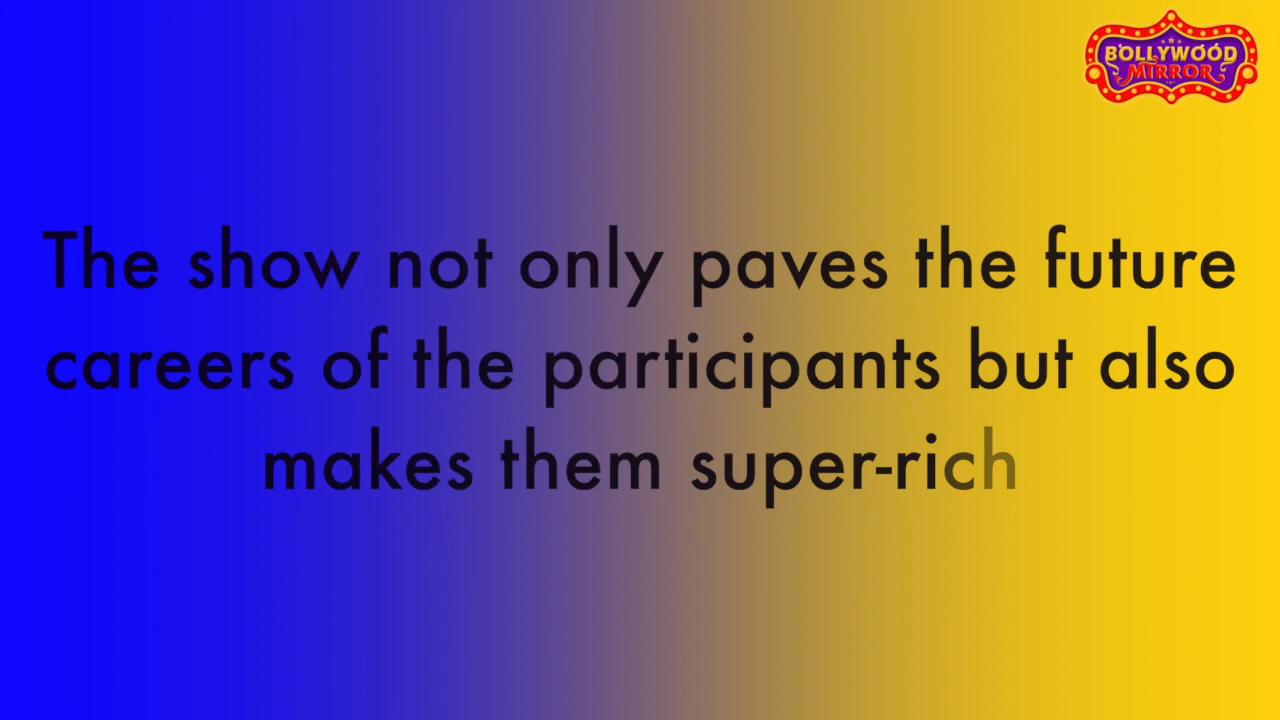 BOLLYWOOD
MIRROR
The show not only paves the future
careers of the participants but also
makes them super-rich